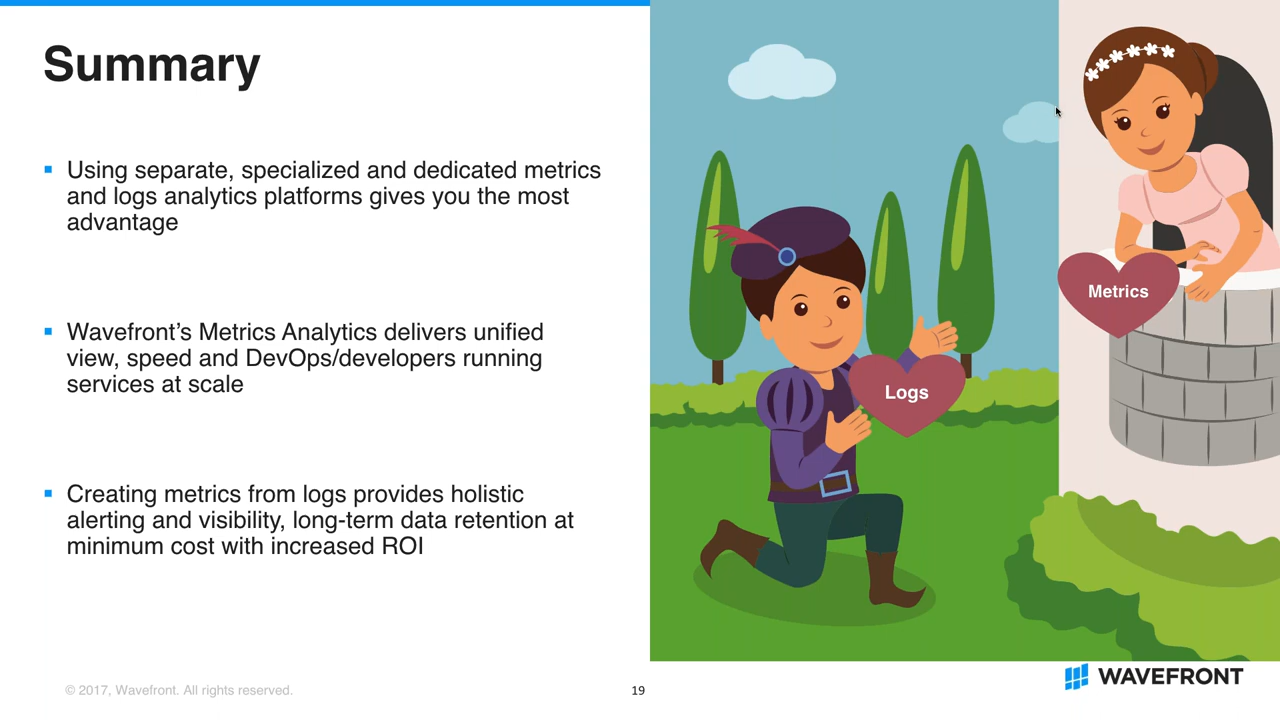 Summary
Using separate, specialized and dedicated metrics
and logs analytics platforms gives you the most
advantage
Wavefront’s Metrics Analytics delivers unified
view, speed and DevOps/developers running
services at scale
Creating metrics from logs provides holistic
alerting and visibility, long-term data retention at
minimum cost with increased ROI
Logs
Metrics
© 2017, Wavefront. All rights reserved.
19
WAVEFRONT